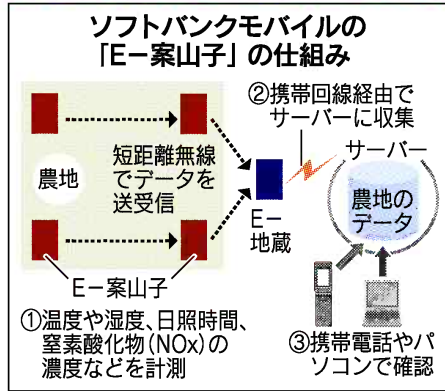 ソフトバンクモバイルの
「E-案山子」の仕組み
②携帯回線経由で
サーバーに収集
サーバー
農地
短距離無線
でデータを
送受信
E-
地蔵
農地の
データ
E-案山子
①温度や湿度、日照時間、
窒素酸化物(NOx)の
濃度などを計測
③携帯電話やパ
ソコンで確認